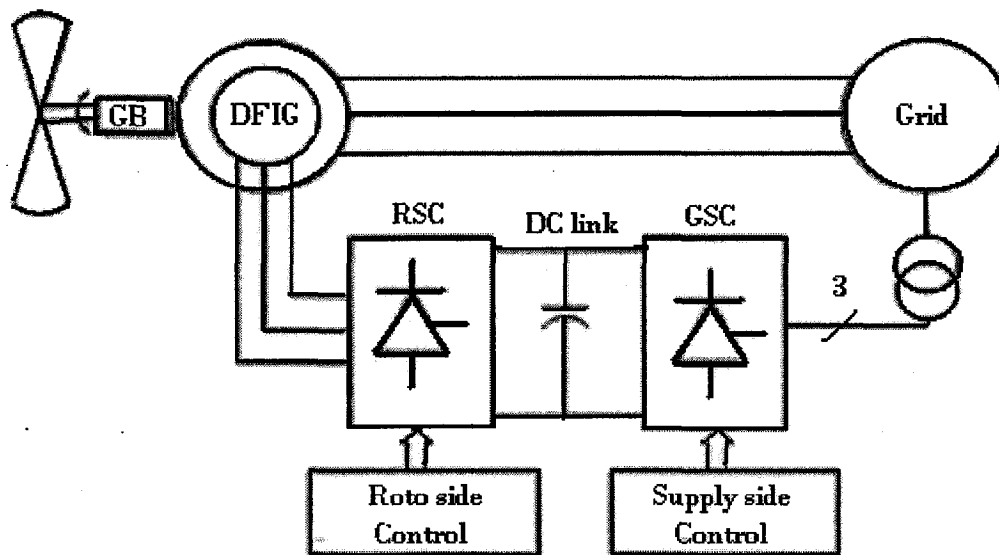 GB
DFIG
Grid
RSC
DC link
GSC
3
Roto side
Control
Supply side
Control